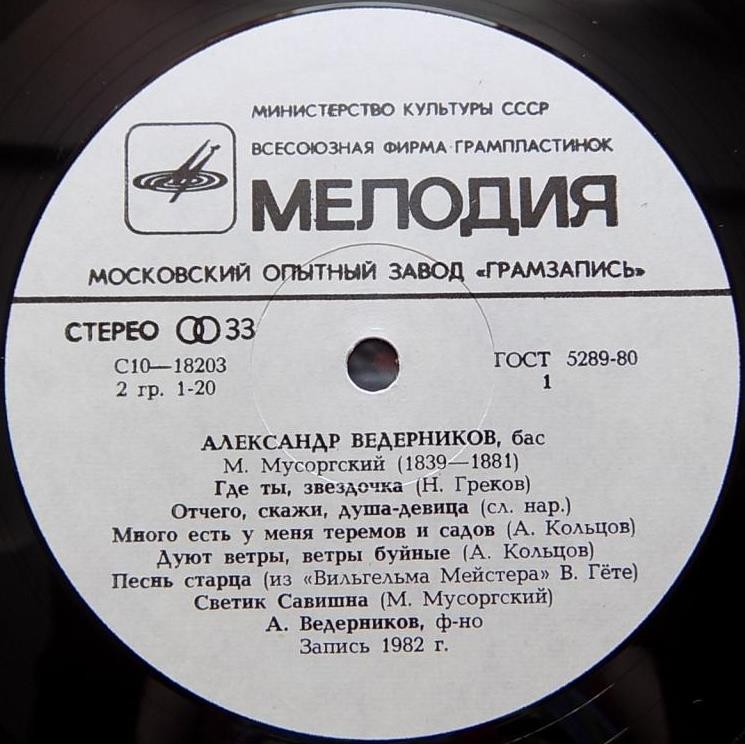 МИНИСТЕРСТВО КУЛЬТУРЫ СССР
ВСЕСОЮЗНАЯ ФИРМА ГРАМПЛАСТИНОК
МЕЛОДИЯ
МОСКОВСКИЙ ОПЫТНЫЙ ЗАВОД «ГРАМЗАПИСЬ»
СТЕРЕО 33
С10—18203
2 гр. 1-20
ГОСТ 5289-80
1
АЛЕКСАНДР ВЕДЕРНИКОВ, бас
М. Мусоргский (1839—1881)
Где ты, звездочка (Н. Греков)
Отчего, скажи, душа-девица (сл. нар.)
Много есть у меня теремов и садов (А. Кольцов)
Дуют ветры, ветры буйные (А. Кольцов)
Песнь старца (из «Вильгельма Мейстера» В. Гёте)
Светик Савишна (М. Мусоргский)
А. Ведерников, ф-но
Запись 1982 г.